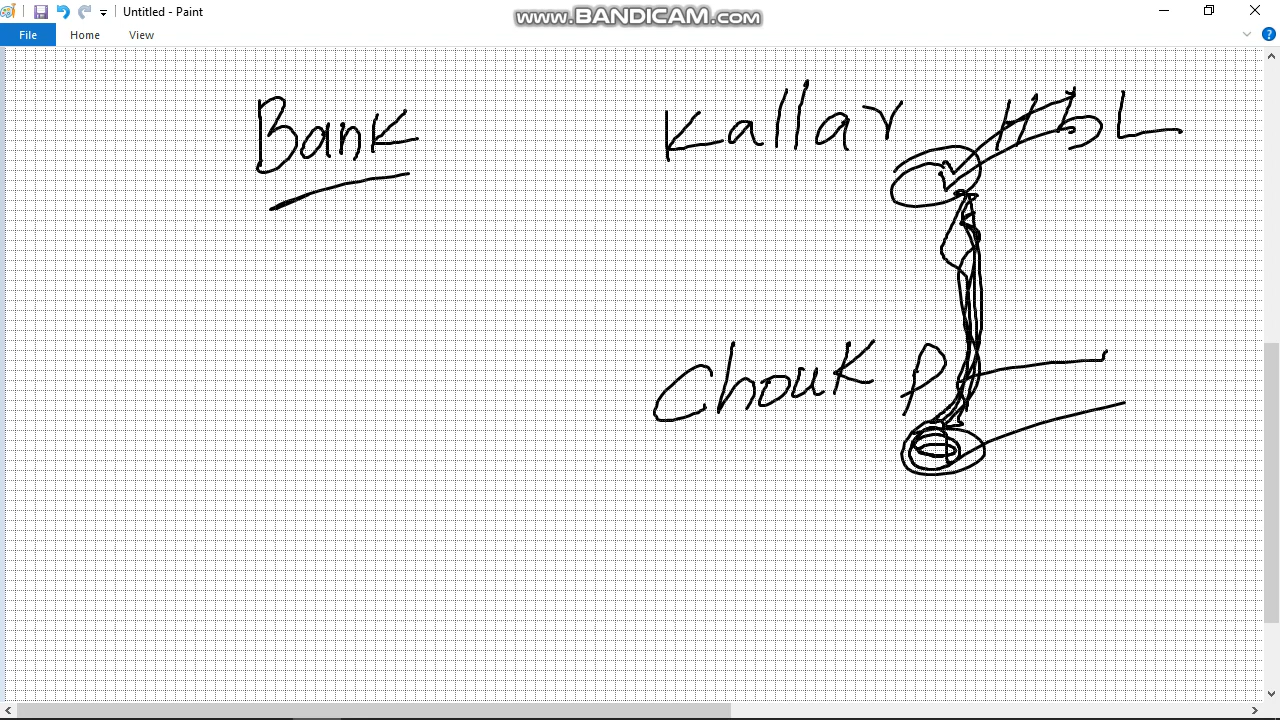 Untitled - Paint
www.BANDICAM.com
File Home View
Bank Kallar HBL
Chouk P